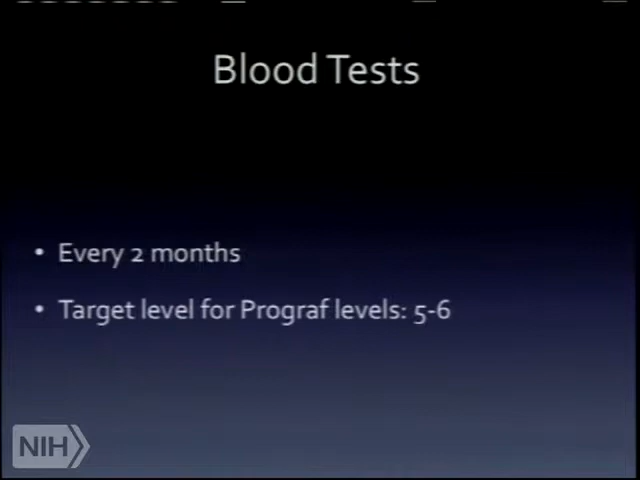 Blood Tests
• Every 2 months
• Target level for Prograf levels: 5-6
NIH